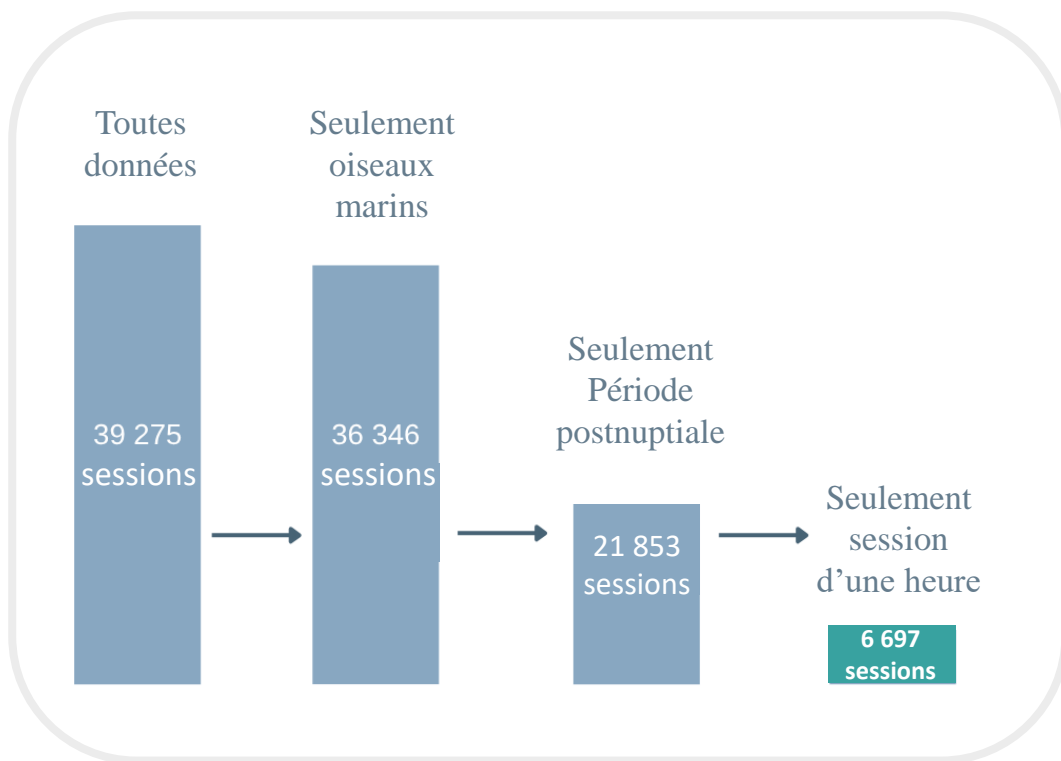 Toutes
données
39 275
sessions
Seulement
oiseaux
marins
36 346
sessions
Seulement
Période
postnuptiale
21 853
sessions
Seulement
session
d’une heure
6 697
sessions